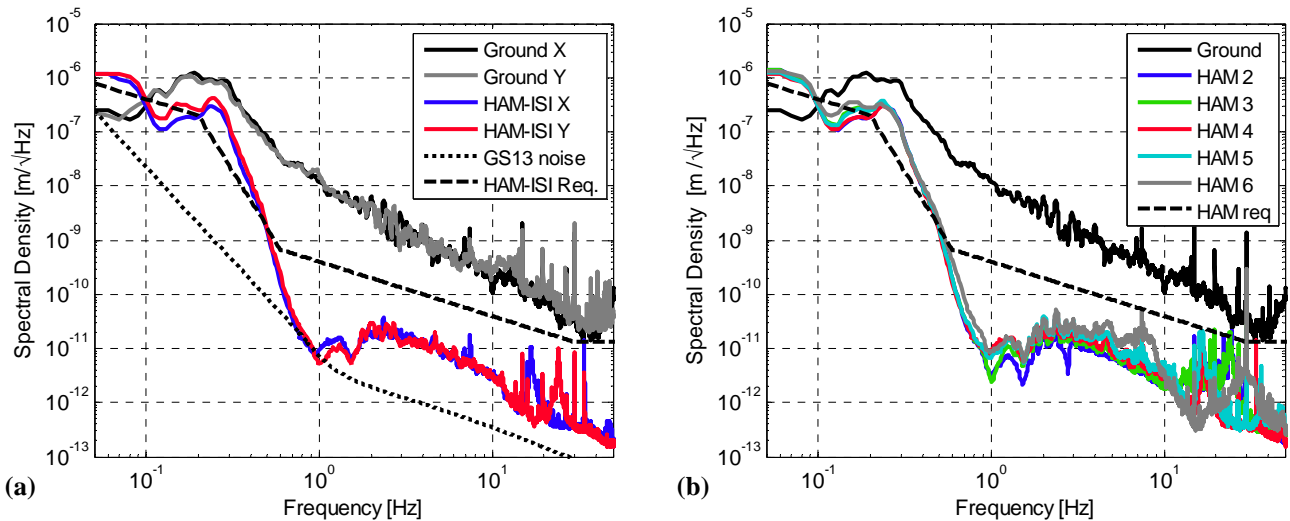 10^-5
10^-6
10^-7
10^-8
10^-9
10^-10
10^-11
10^-12
10^-13
Spectral Density [m/√Hz]
Ground X
Ground Y
HAM-ISI X
HAM-ISI Y
GS13 noise
HAM-ISI Req.
10^-1
10^0
10^1
Frequency [Hz]
(a)
10^-5
10^-6
10^-7
10^-8
10^-9
10^-10
10^-11
10^-12
10^-13
Spectral Density [m/√Hz]
Ground
HAM 2
HAM 3
HAM 4
HAM 5
HAM 6
HAM req
10^-1
10^0
10^1
Frequency [Hz]
(b)